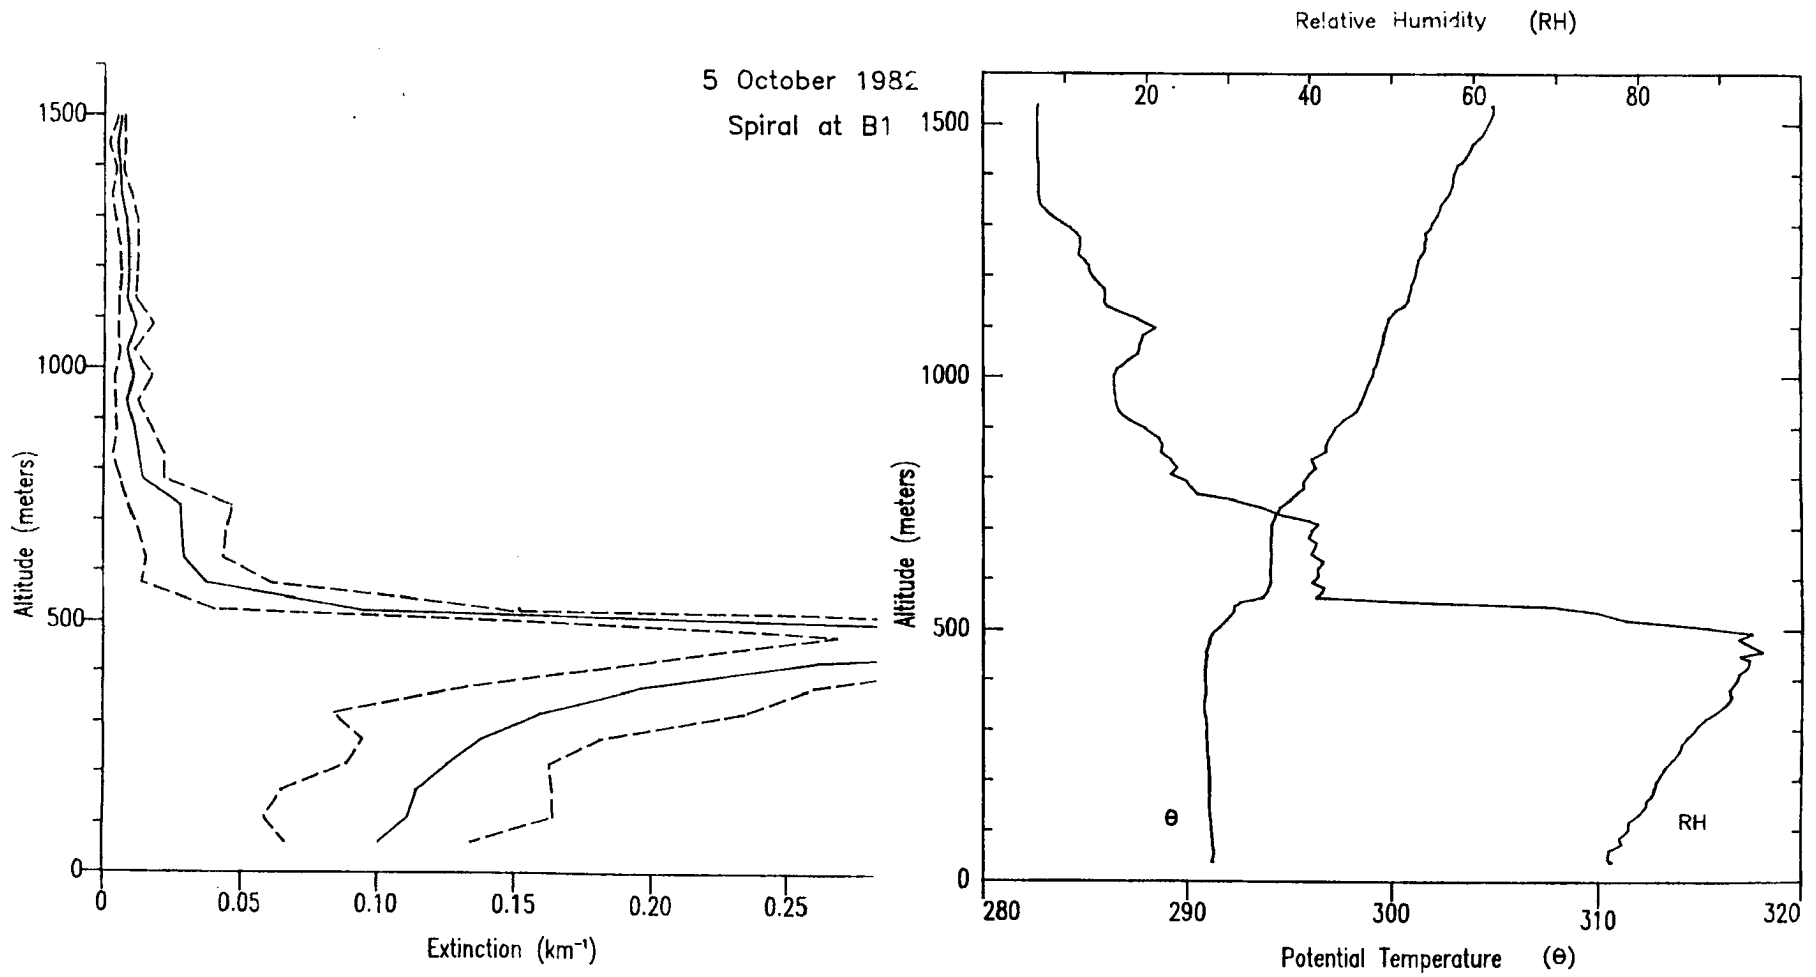 Relative Humidity (RH)
5 October 1982
Spiral at B1
1500
1000
500
0
Altitude (meters)
0 0.05 0.10 0.15 0.20 0.25
Extinction (km⁻¹)
20 40 60 80
1500
1000
500
0
Altitude (meters)
θ
RH
280 290 300 310 320
Potential Temperature (θ)